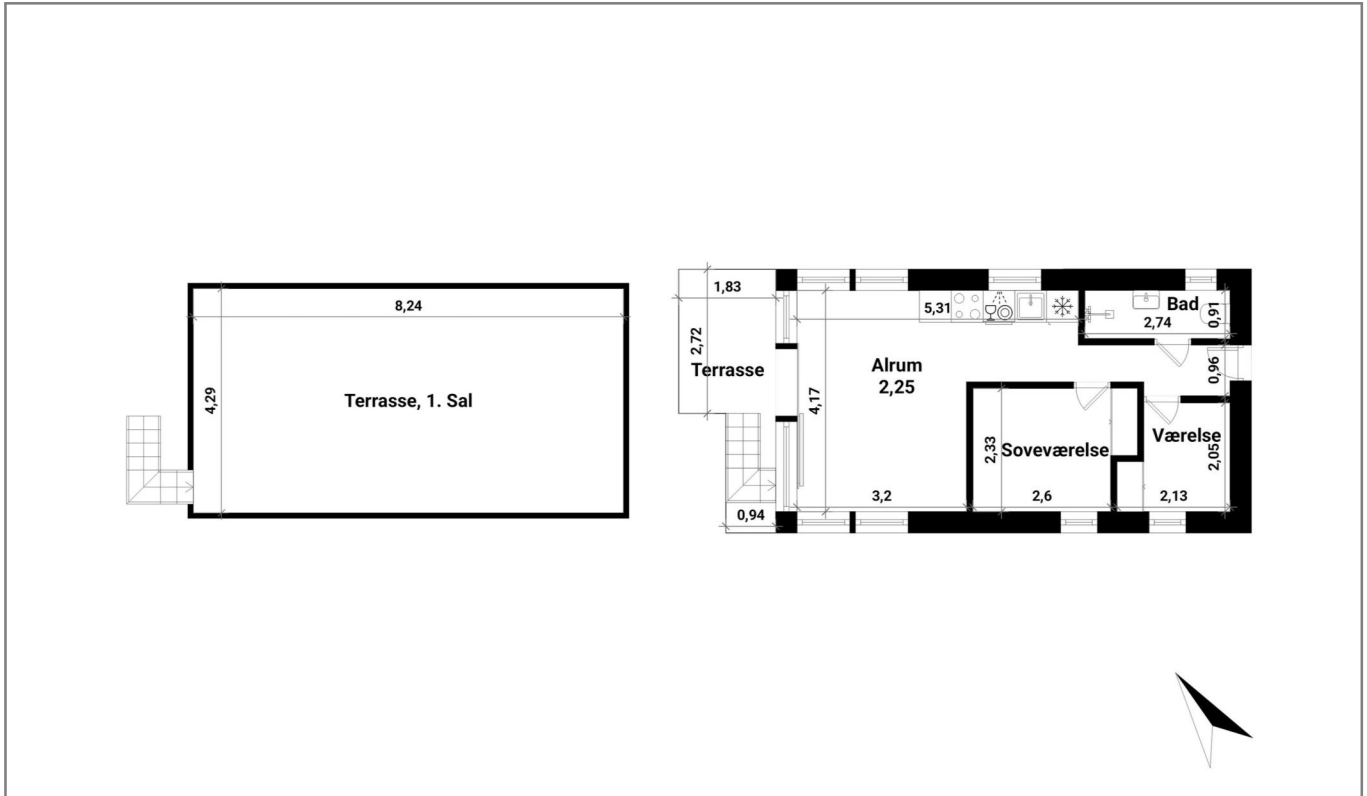 8,24
4,29
Terrasse, 1. Sal
1,83
2,72
Terrasse
0,94
5,31
Alrum
2,25
4,17
3,2
Bad
2,74
0,91
0,96
2,33
Soveværelse
2,6
Værelse
2,05
2,13